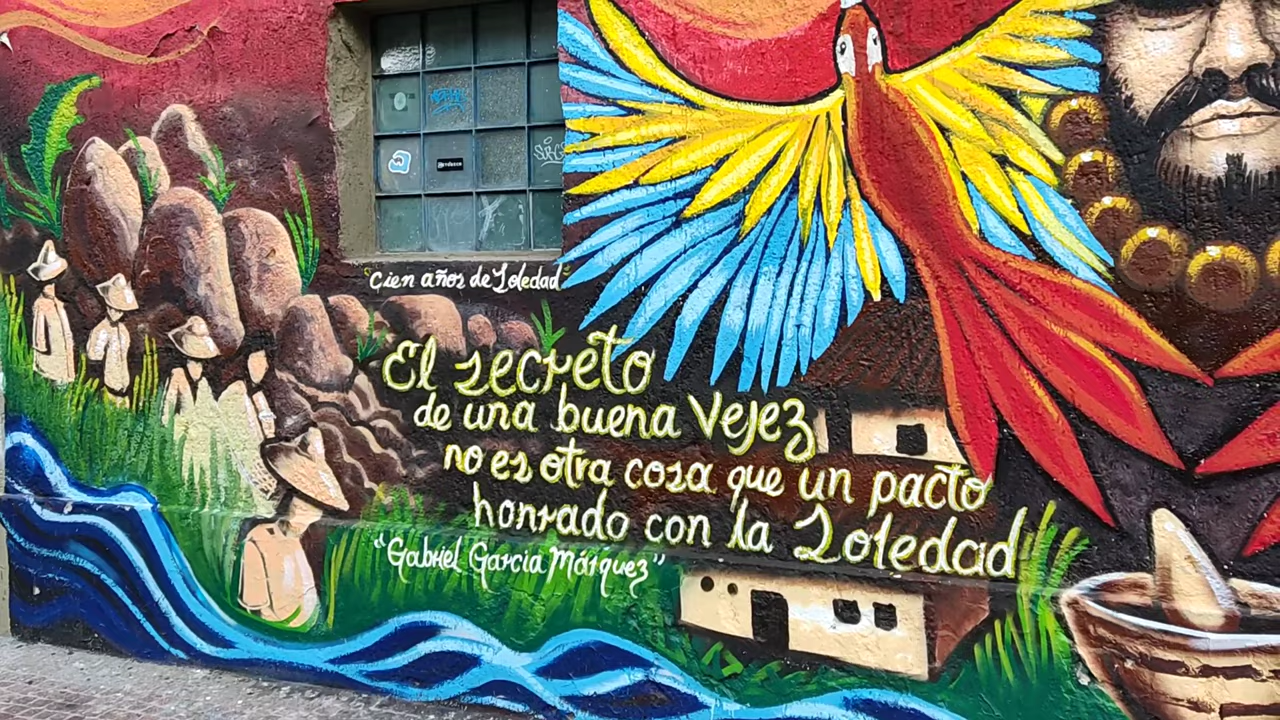 "Cien años de Soledad"
El secreto
de una buena vejez
no es otra cosa que un pacto
honrado con la Soledad
"Gabriel Garcia Márquez"